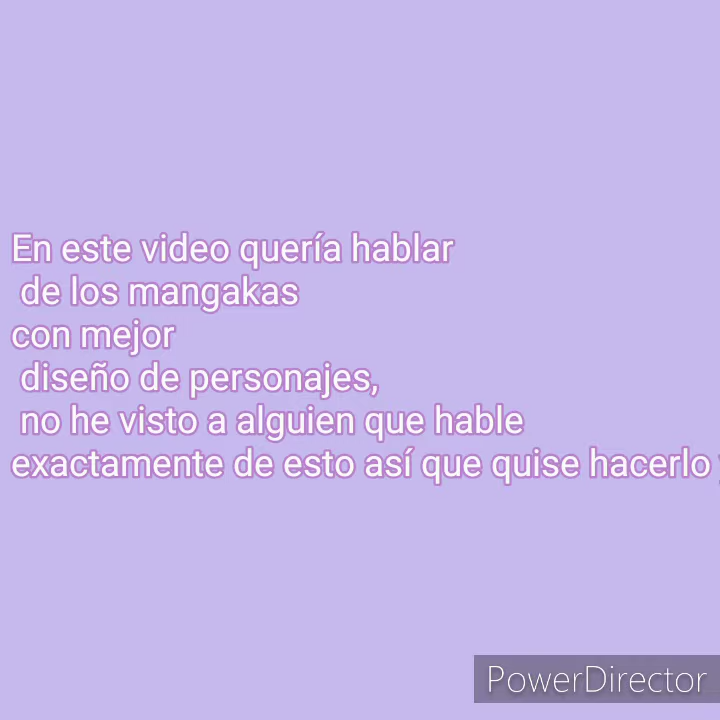 En este video quería hablar
de los mangakas
con mejor
diseño de personajes,
no he visto a alguien que hable
exactamente de esto así que quise hacerlo
PowerDirector